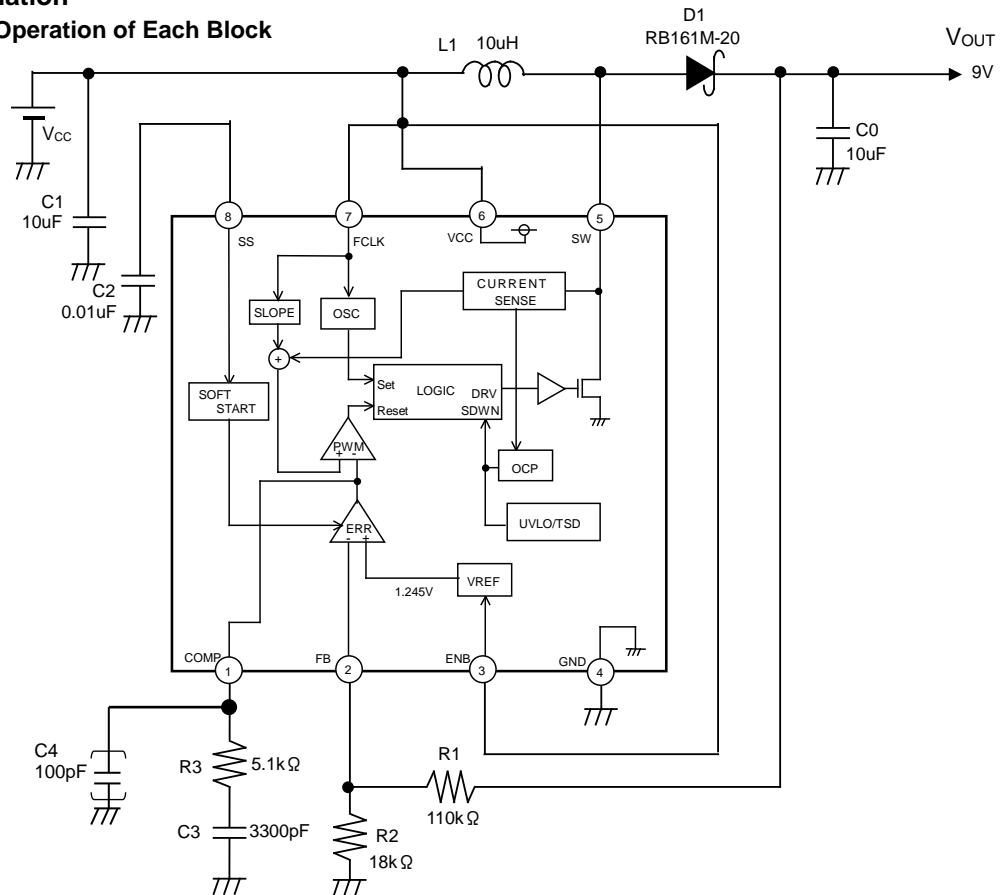 Operation of Each Block
D1
RB161M-20
L1 10uH
VOUT
9V
VCC
C0
10uF
C1
10uF
C2
0.01uF
8
7
6
5
SS
FCLK
VCC
SW
CURRENT
SENSE
SLOPE
OSC
+
Set
LOGIC
DRV
SDWN
Reset
SOFT
START
PWM
+ -
OCP
UVLO/TSD
ERR
- +
1.245V
VREF
COMP
FB
ENB
GND
1
2
3
4
C4
100pF
R3
5.1kΩ
C3
3300pF
R1
110kΩ
R2
18kΩ